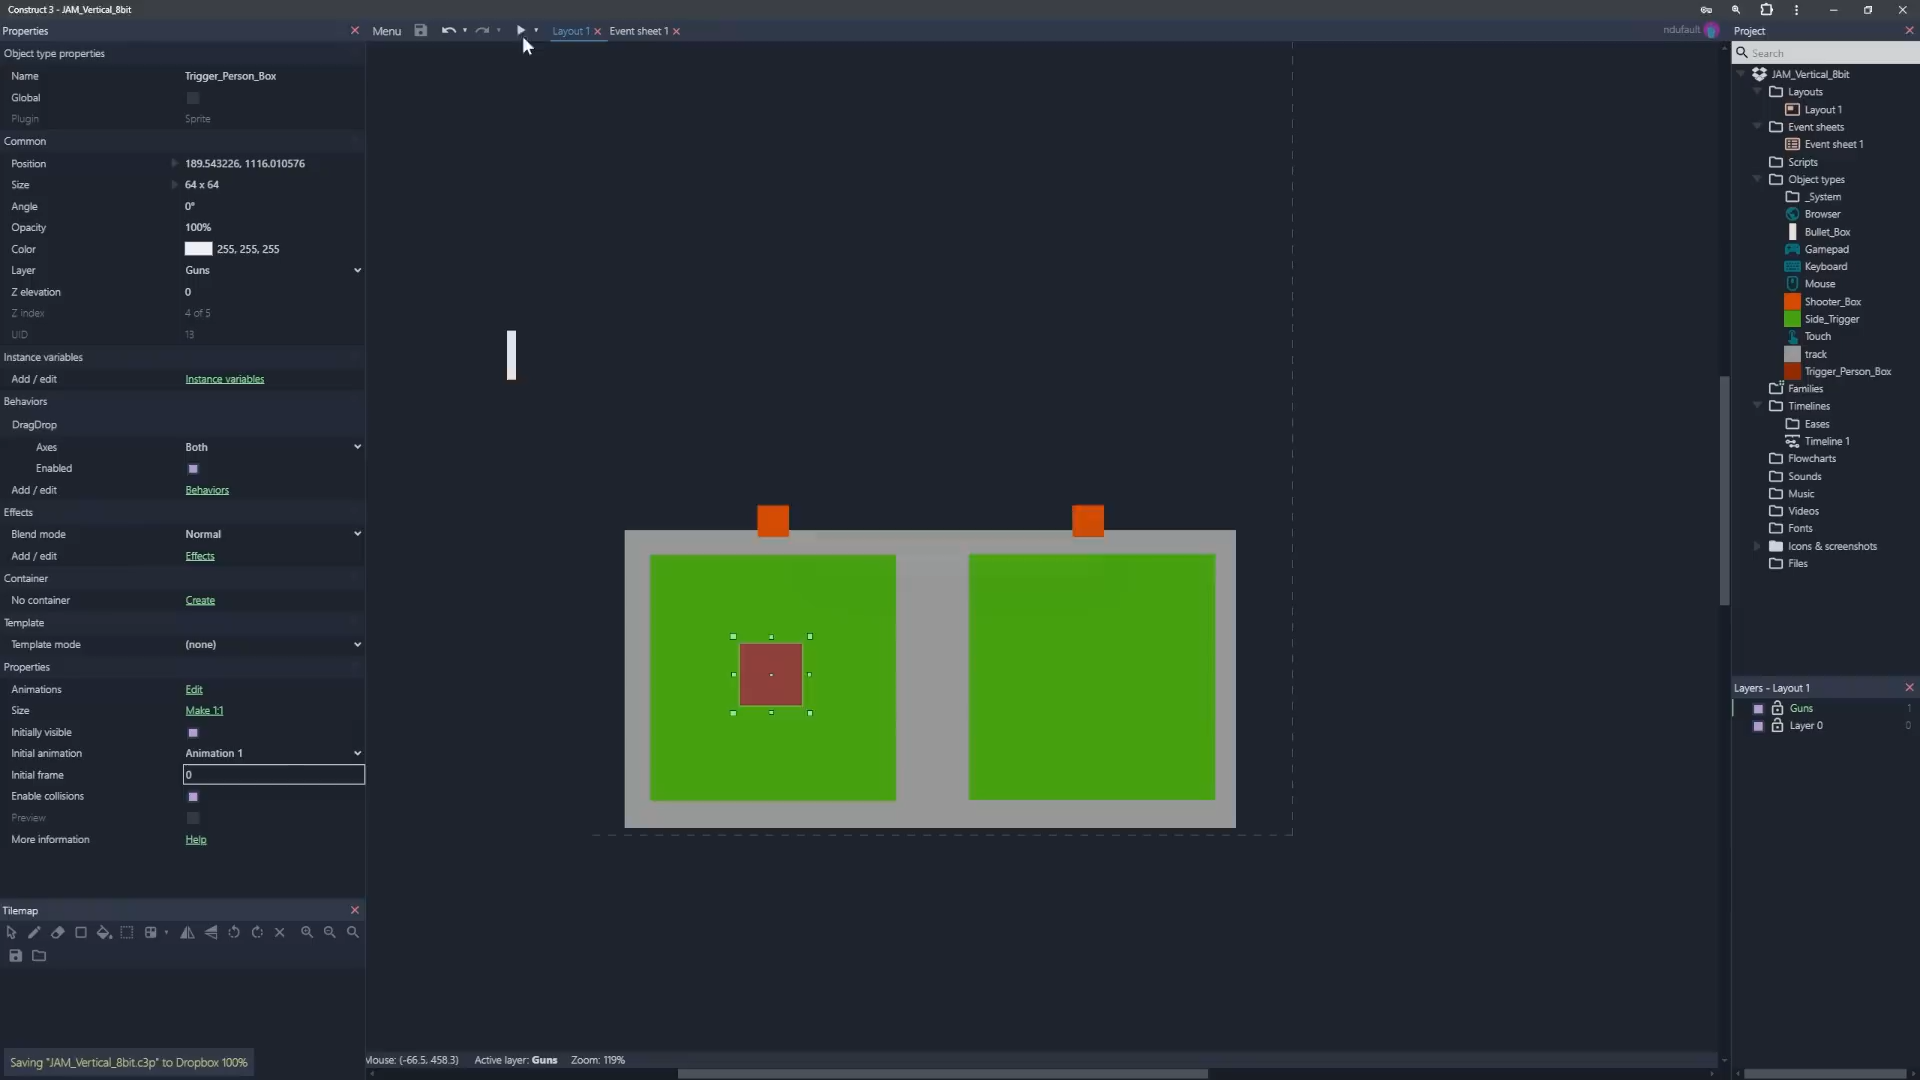 Construct 3 - JAM_Vertical_8bit
Properties
Object type properties
Name Trigger_Person_Box
Global
Plugin Sprite
Common
Position 189.543226, 1116.010576
Size 64 x 64
Angle 0°
Opacity 100%
Color 255, 255, 255
Layer Guns
Z elevation 0
Z index 4 of 5
UID 13
Instance variables
Add / edit Instance variables
Behaviors
DragDrop
Axes Both
Enabled
Add / edit Behaviors
Effects
Blend mode Normal
Add / edit Effects
Container
No container Create
Template
Template mode (none)
Properties
Animations Edit
Size Make 1:1
Initially visible
Initial animation Animation 1
Initial frame 0
Enable collisions
Preview
More information Help
Tilemap
Saving "JAM_Vertical_8bit.c3p" to Dropbox 100%
Menu
Layout 1
Event sheet 1
ndufault
Mouse: (-66.5, 458.3) Active layer: Guns Zoom: 119%
Project
Search
JAM_Vertical_8bit
Layouts
Layout 1
Event sheets
Event sheet 1
Scripts
Object types
_System
Browser
Bullet_Box
Gamepad
Keyboard
Mouse
Shooter_Box
Side_Trigger
Touch
track
Trigger_Person_Box
Families
Timelines
Eases
Timeline 1
Flowcharts
Sounds
Music
Videos
Fonts
Icons & screenshots
Files
Layers - Layout 1
Guns 1
Layer 0 0